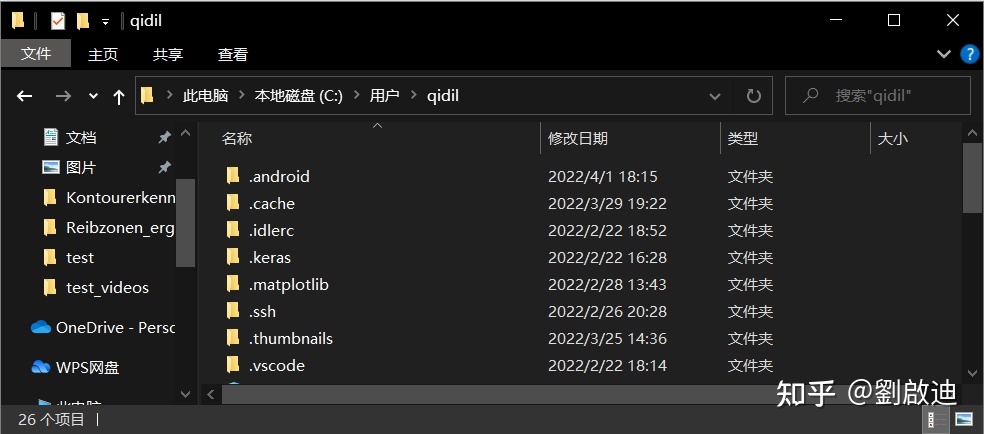 qidil
文件 主页 共享 查看
此电脑 本地磁盘 (C:) 用户 qidil 搜索"qidil"
名称 修改日期 类型 大小
文档
图片
Kontourerkenn
Reibzonen_erg
test
test_videos
OneDrive - Perso
WPS网盘
此电脑
.android 2022/4/1 18:15 文件夹
.cache 2022/3/29 19:22 文件夹
.idlerc 2022/2/22 18:52 文件夹
.keras 2022/2/22 16:28 文件夹
.matplotlib 2022/2/28 13:43 文件夹
.ssh 2022/2/26 20:28 文件夹
.thumbnails 2022/3/25 14:36 文件夹
.vscode 2022/2/22 18:14 文件夹
26 个项目
知乎 @劉啟迪